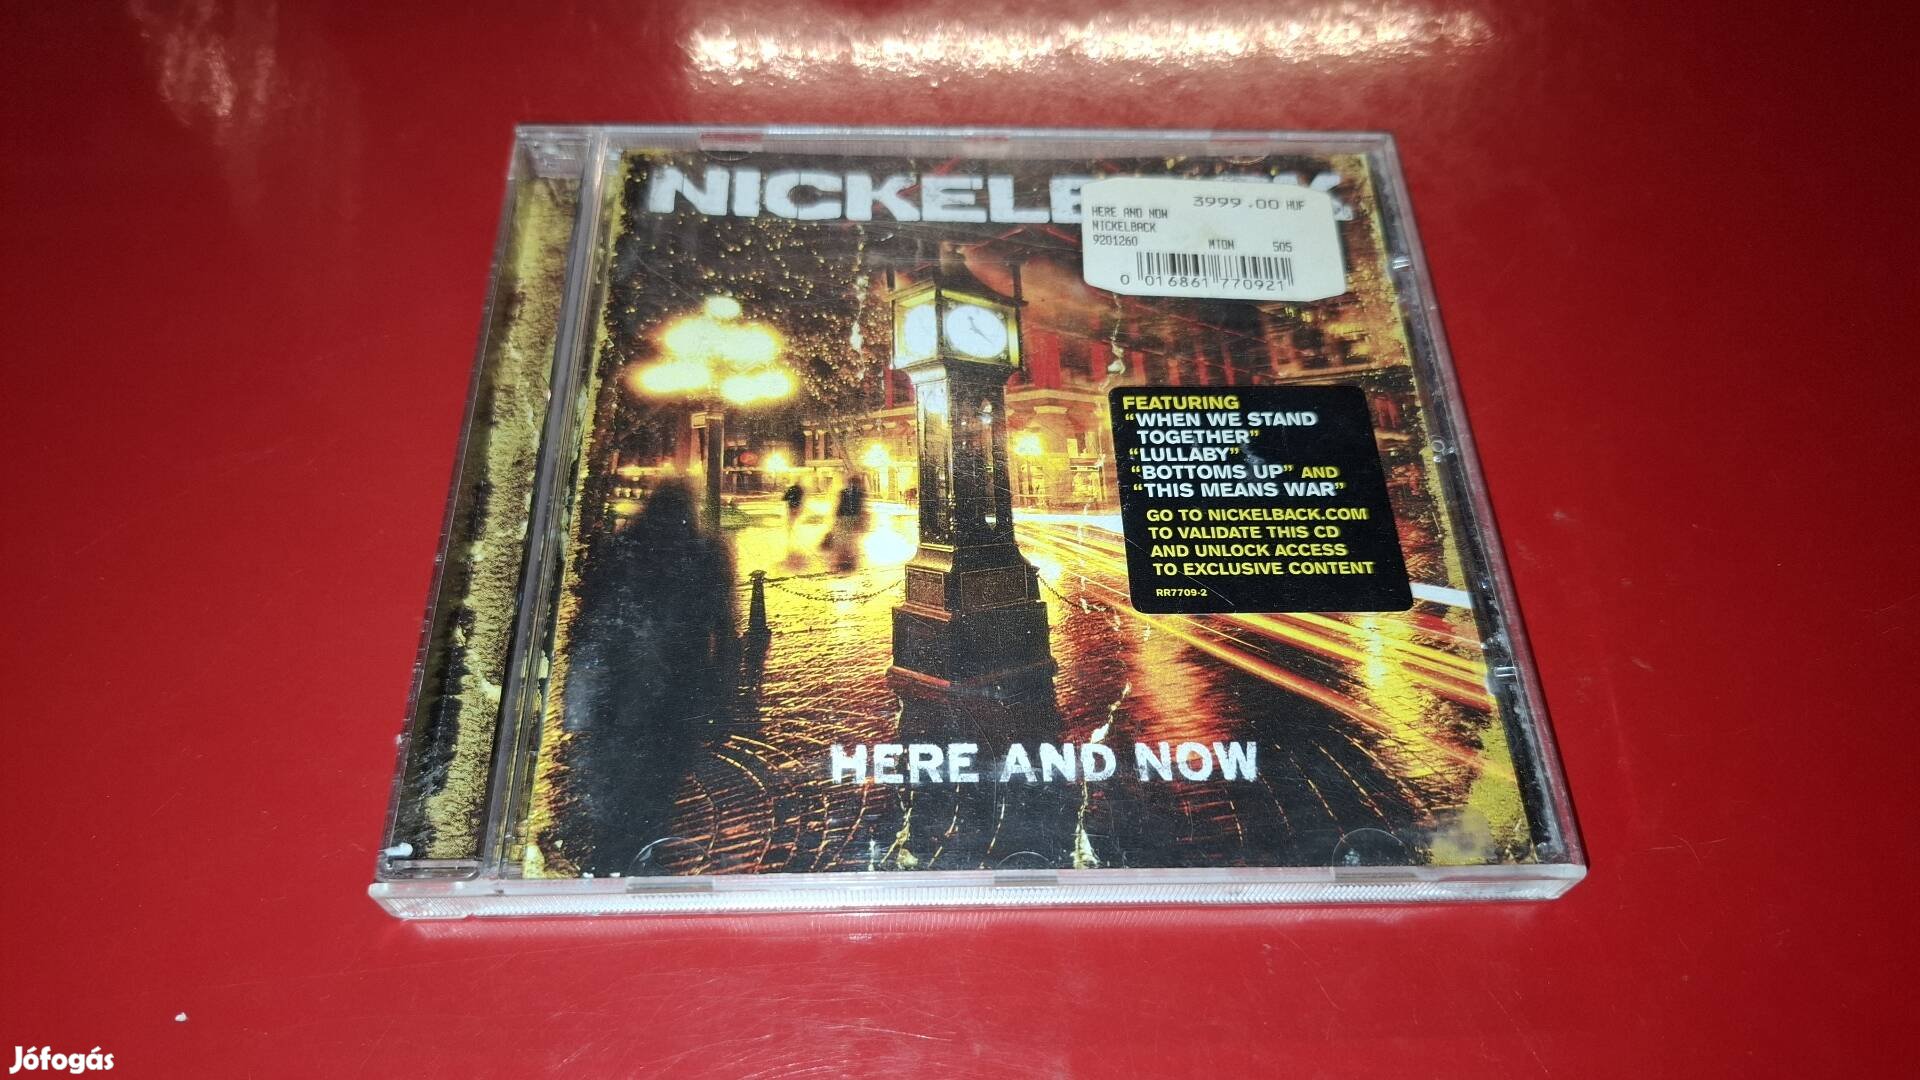 NICKELBACK
3999.00 HUF
HERE AND NOW
NICKELBACK
9201260 MTON 505
0 016861 770921
FEATURING
“WHEN WE STAND
TOGETHER”
“LULLABY”
“BOTTOMS UP” AND
“THIS MEANS WAR”
GO TO NICKELBACK.COM
TO VALIDATE THIS CD
AND UNLOCK ACCESS
TO EXCLUSIVE CONTENT
RR7709-2
HERE AND NOW
Jófogás